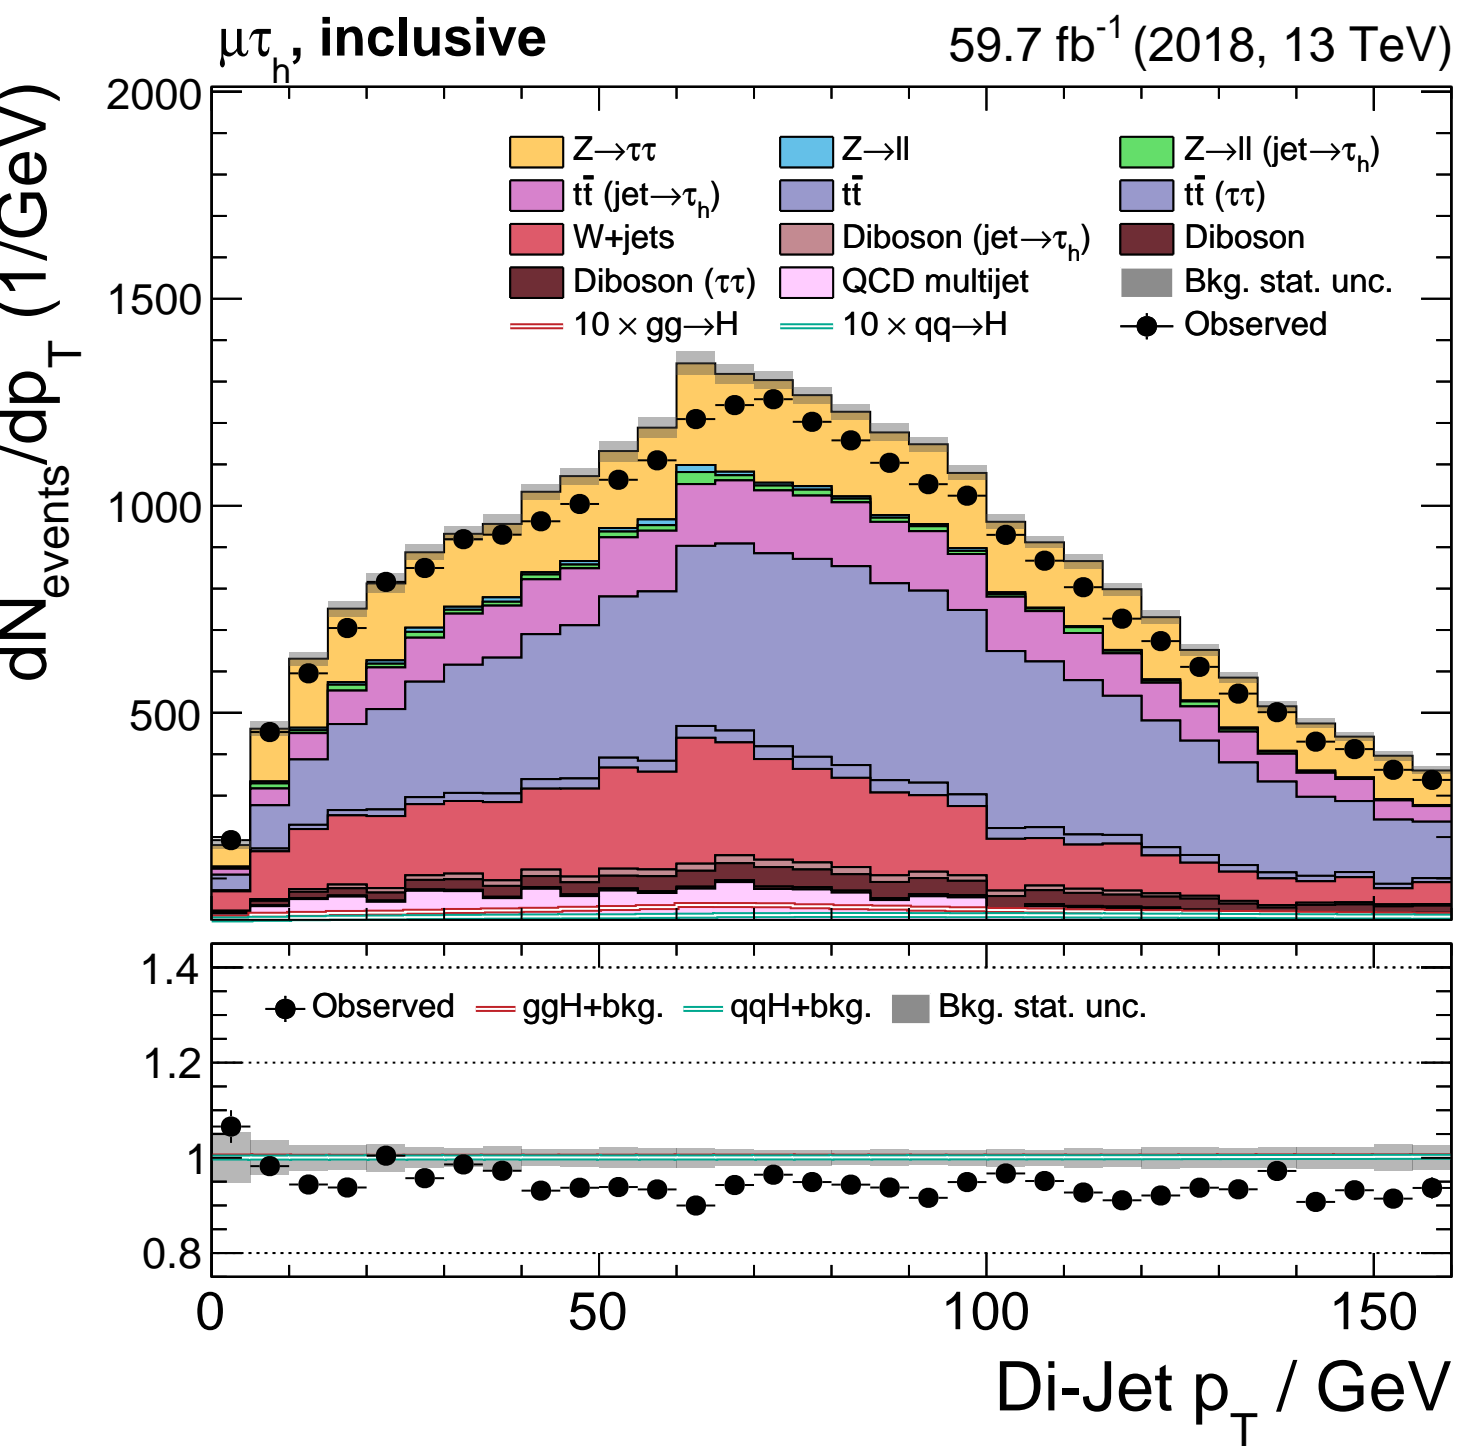 μτh, inclusive
59.7 fb-1 (2018, 13 TeV)
dNevents/dpT (1/GeV)
2000
1500
1000
500
Z→ττ
Z→ll
Z→ll (jet→τh)
tt̄ (jet→τh)
tt̄
tt̄ (ττ)
W+jets
Diboson (jet→τh)
Diboson
Diboson (ττ)
QCD multijet
Bkg. stat. unc.
10 × gg→H
10 × qq→H
Observed
1.4
1.2
1
0.8
Observed
ggH+bkg.
qqH+bkg.
Bkg. stat. unc.
0
50
100
150
Di-Jet pT / GeV